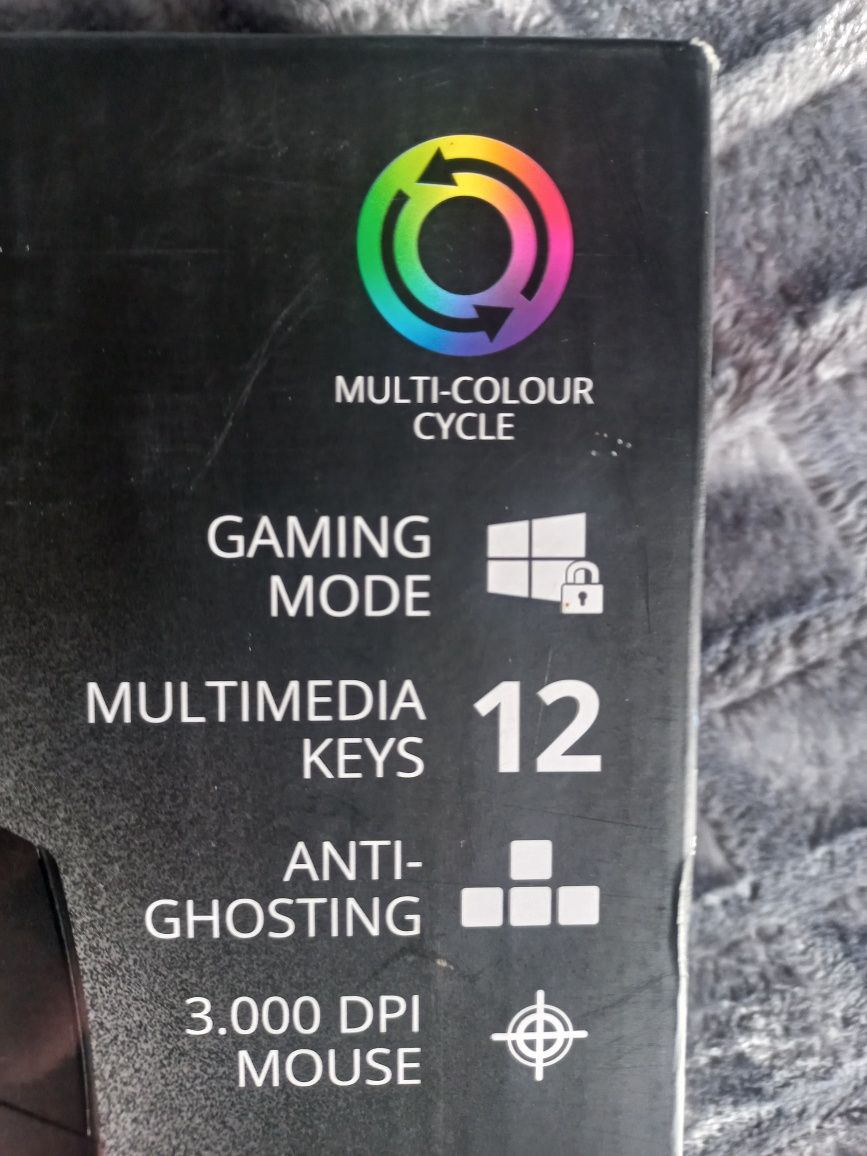 MULTI-COLOUR
CYCLE
GAMING
MODE
MULTIMEDIA
KEYS
12
ANTI-
GHOSTING
3.000 DPI
MOUSE